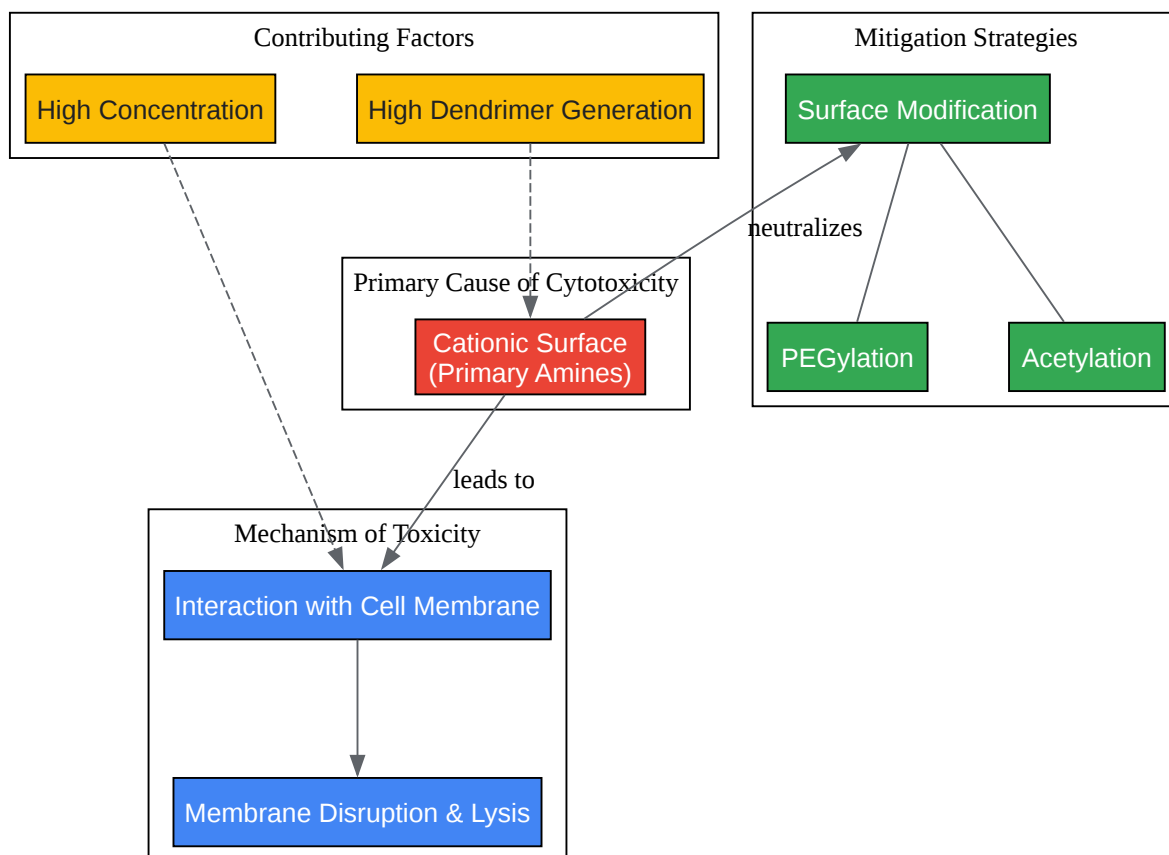 Contributing Factors
High Concentration
High Dendrimer Generation
Mitigation Strategies
Surface Modification
neutralizes
PEGylation
Acetylation
Primary Cause of Cytotoxicity
Cationic Surface
(Primary Amines)
leads to
Mechanism of Toxicity
Interaction with Cell Membrane
Membrane Disruption & Lysis